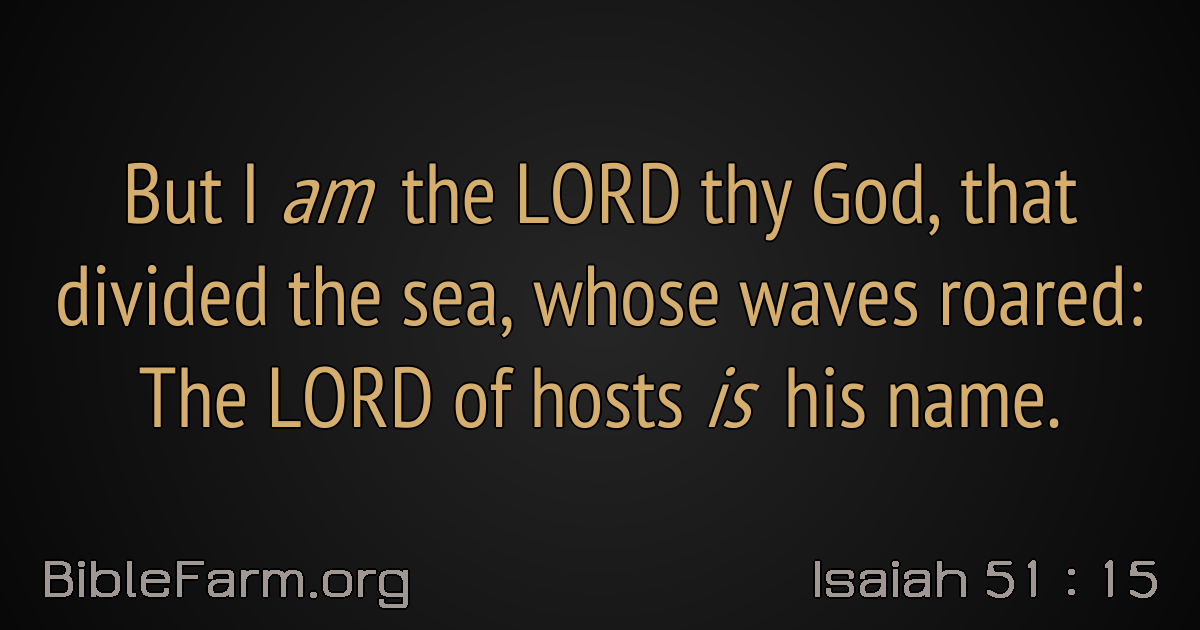 But I am the LORD thy God, that
divided the sea, whose waves roared:
The LORD of hosts is his name.
BibleFarm.org
Isaiah 51 : 15